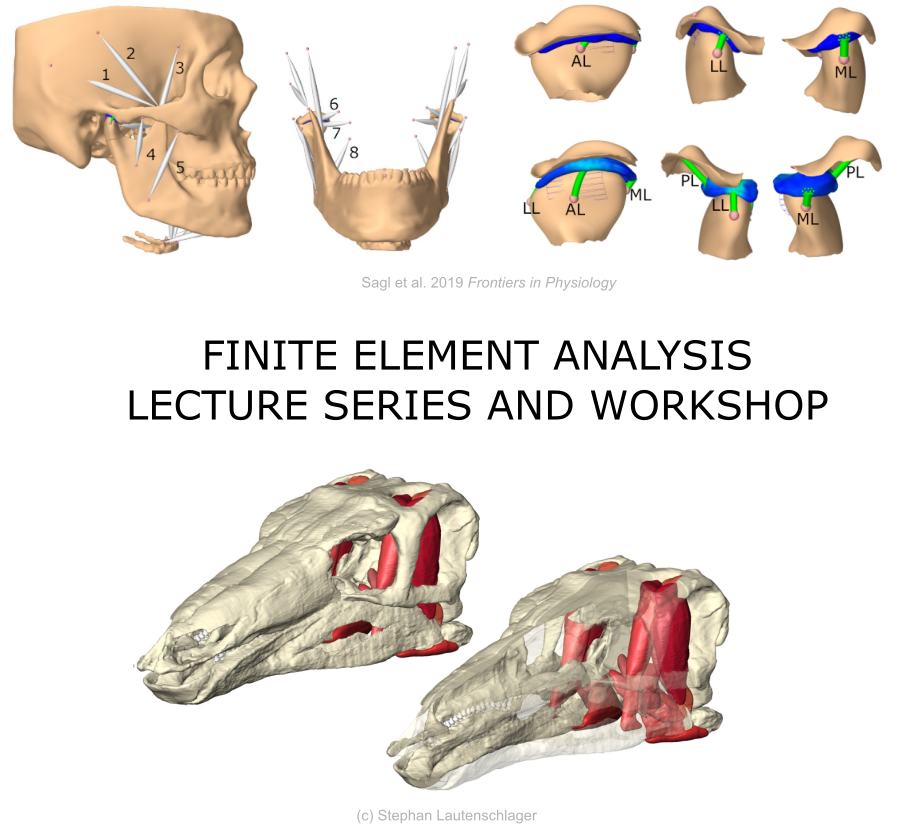 1
2
3
4
5
6
7
8
AL
LL
ML
LL
AL
ML
PL
LL
ML
PL
Sagl et al. 2019 Frontiers in Physiology
FINITE ELEMENT ANALYSIS
LECTURE SERIES AND WORKSHOP
(c) Stephan Lautenschlager